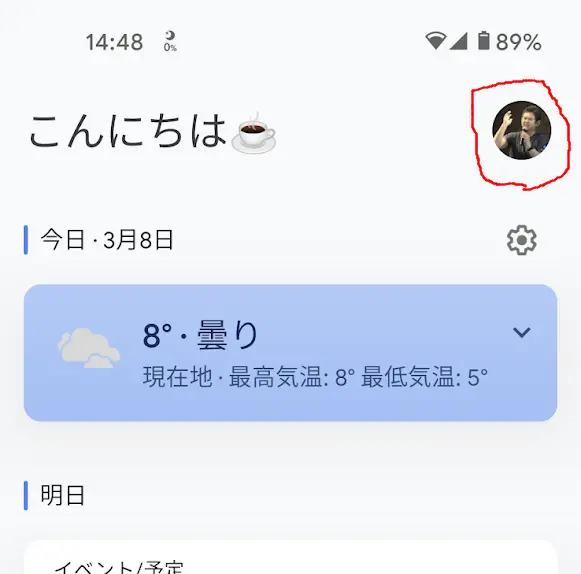 14:48 0% 89%
こんにちは☕
今日 · 3月8日
8° · 曇り
現在地 · 最高気温: 8° 最低気温: 5°
明日
イベント/予定